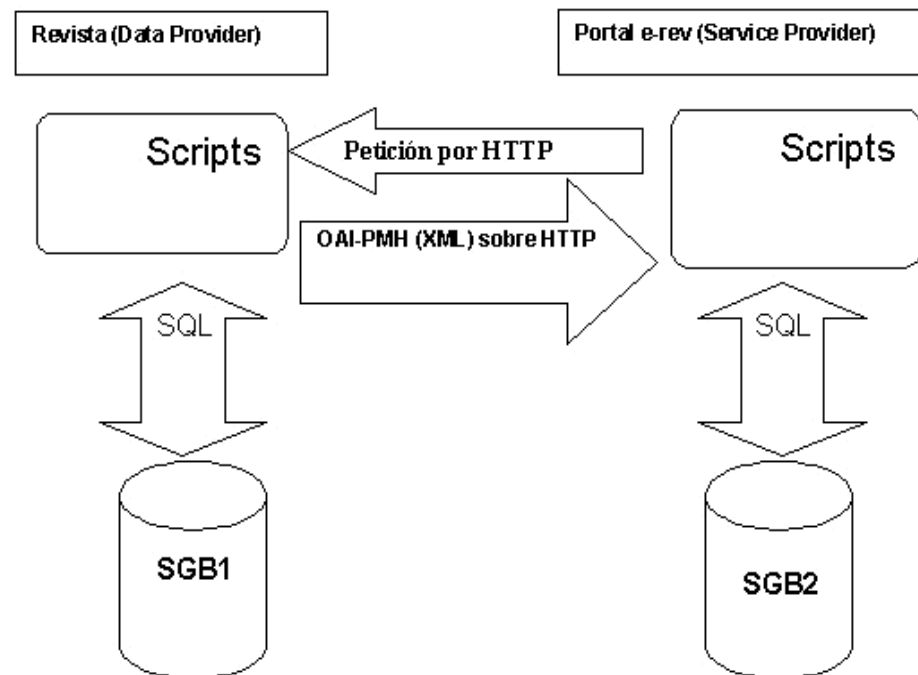 Revista (Data Provider)
Portal e-rev (Service Provider)
Scripts
Petición por HTTP
Scripts
OAI-PMH (XML) sobre HTTP
SQL
SQL
SGB1
SGB2